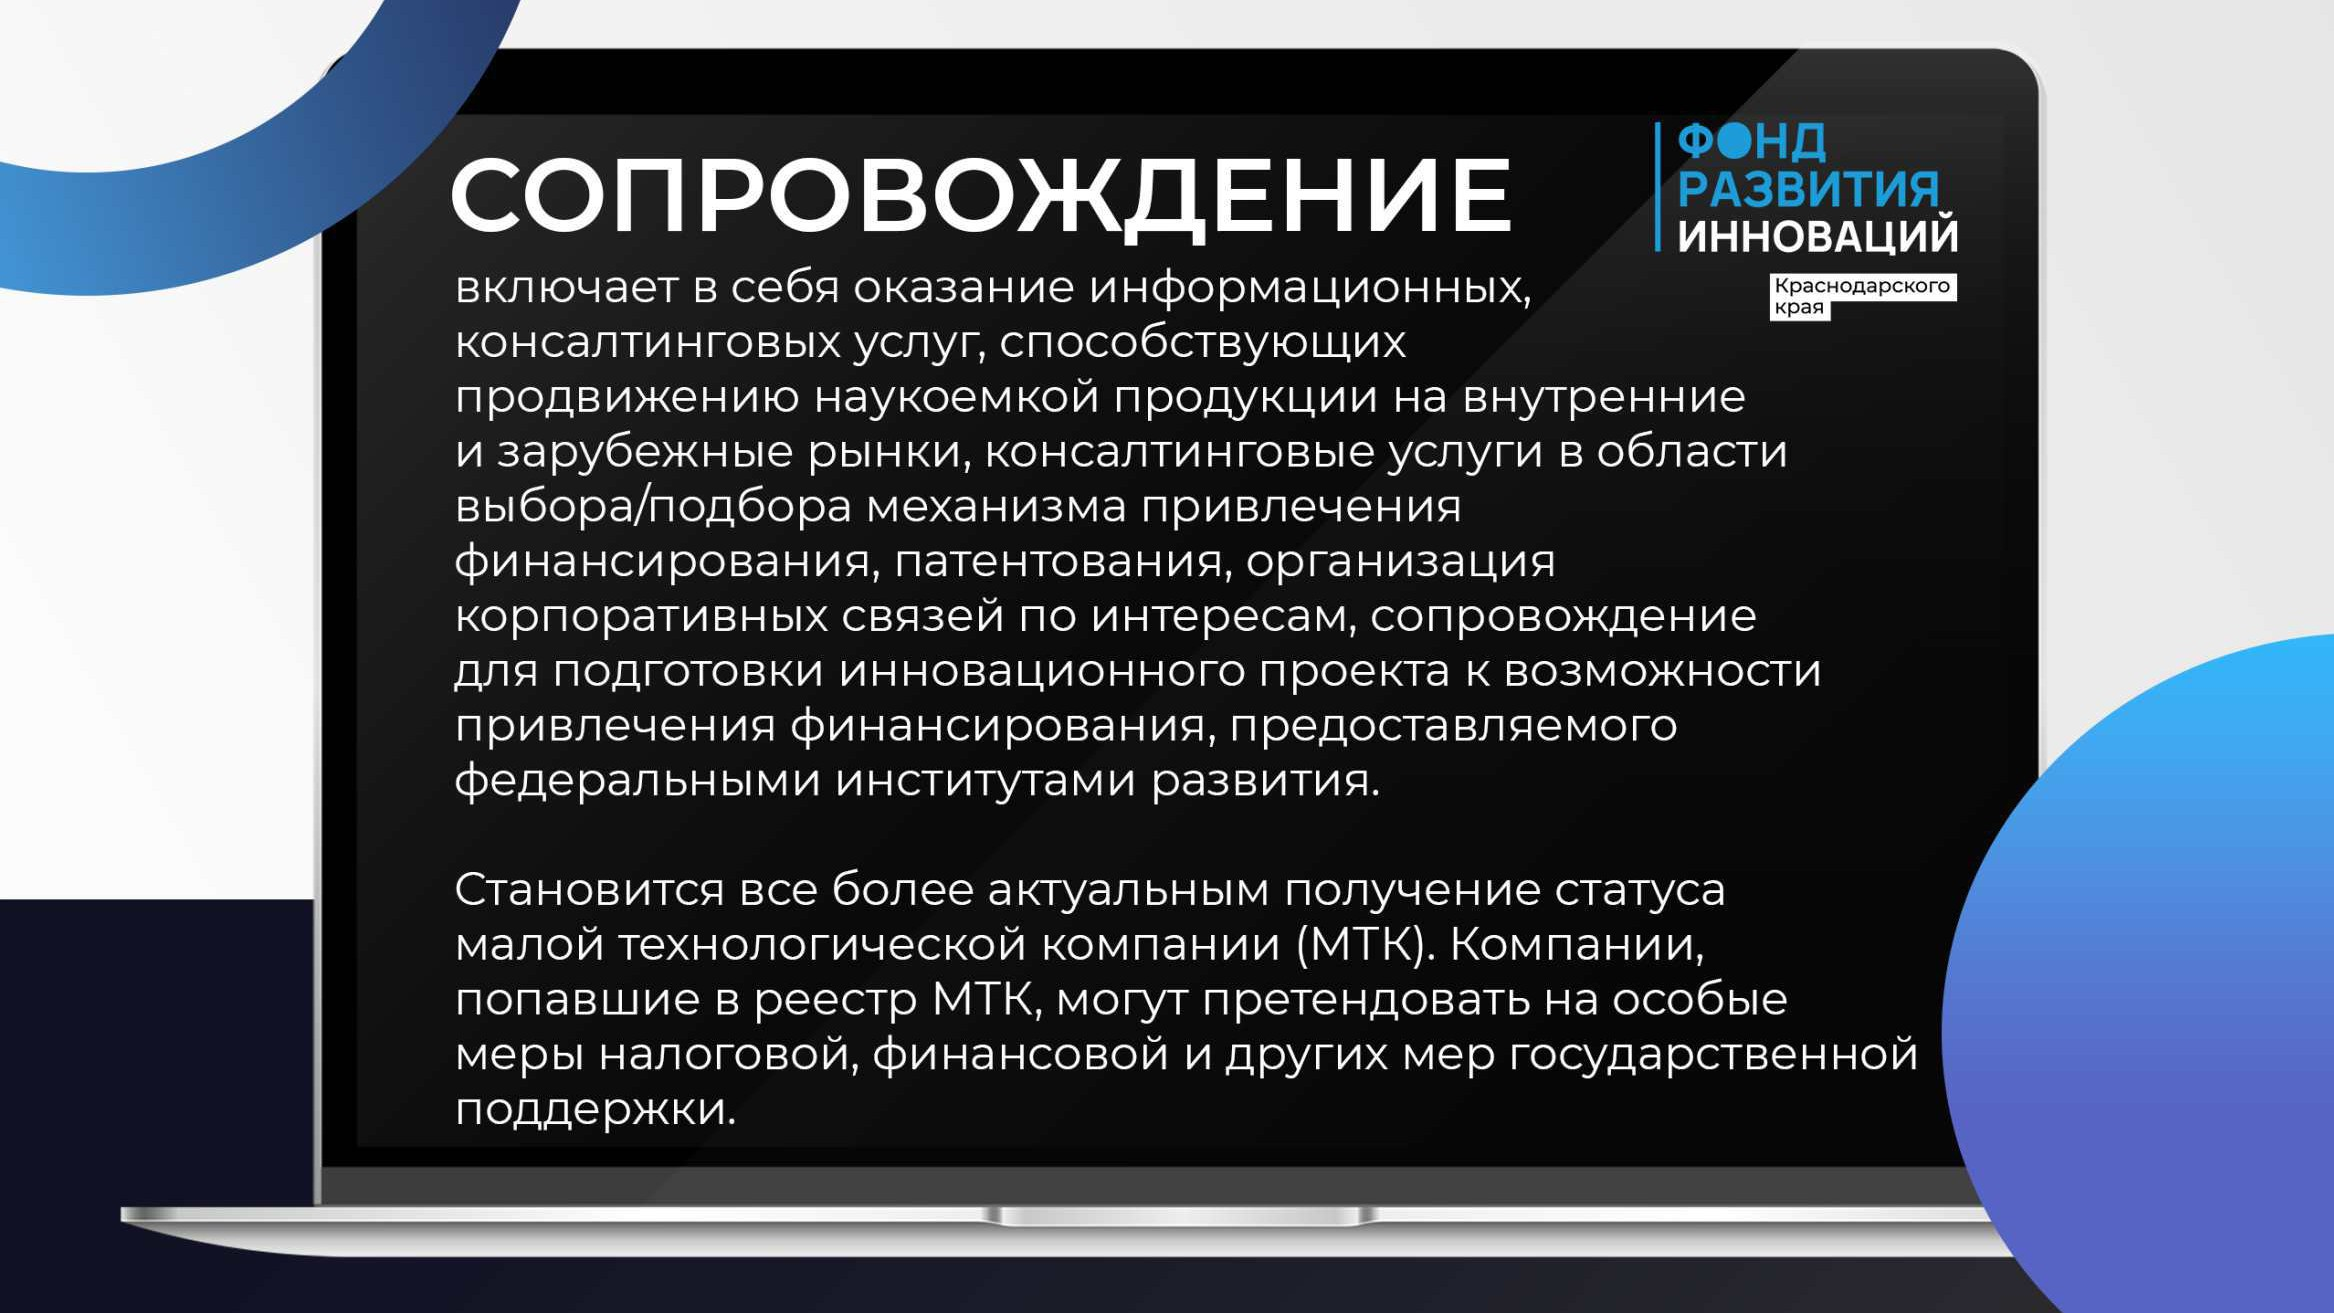 СОПРОВОЖДЕНИЕ
ФОНД
РАЗВИТИЯ
ИННОВАЦИЙ
Краснодарского
края
включает в себя оказание информационных,
консалтинговых услуг, способствующих
продвижению наукоемкой продукции на внутренние
и зарубежные рынки, консалтинговые услуги в области
выбора/подбора механизма привлечения
финансирования, патентования, организация
корпоративных связей по интересам, сопровождение
для подготовки инновационного проекта к возможности
привлечения финансирования, предоставляемого
федеральными институтами развития.
Становится все более актуальным получение статуса
малой технологической компании (МТК). Компании,
попавшие в реестр МТК, могут претендовать на особые
меры налоговой, финансовой и других мер государственной
поддержки.